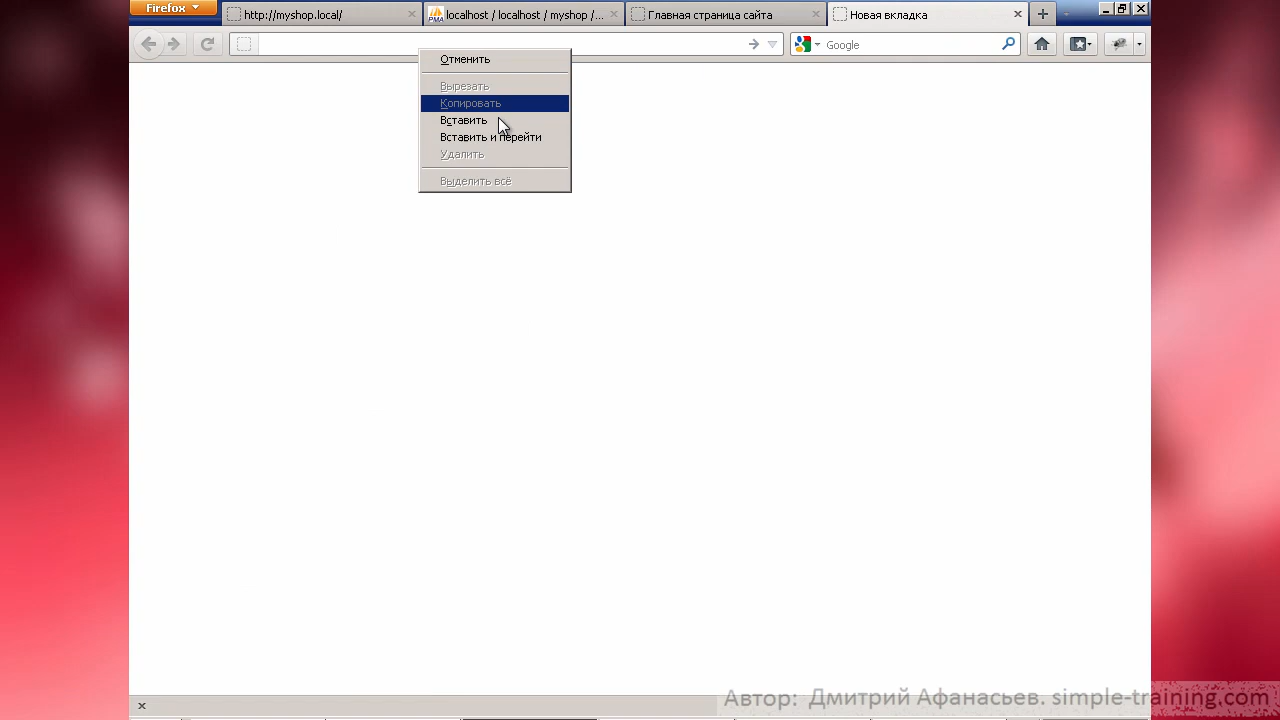 Firefox
http://myshop.local/
localhost / localhost / myshop /...
Главная страница сайта
Новая вкладка
Google
Отменить
Вырезать
Копировать
Вставить
Вставить и перейти
Удалить
Выделить всё
Автор: Дмитрий Афанасьев. simple-training.com